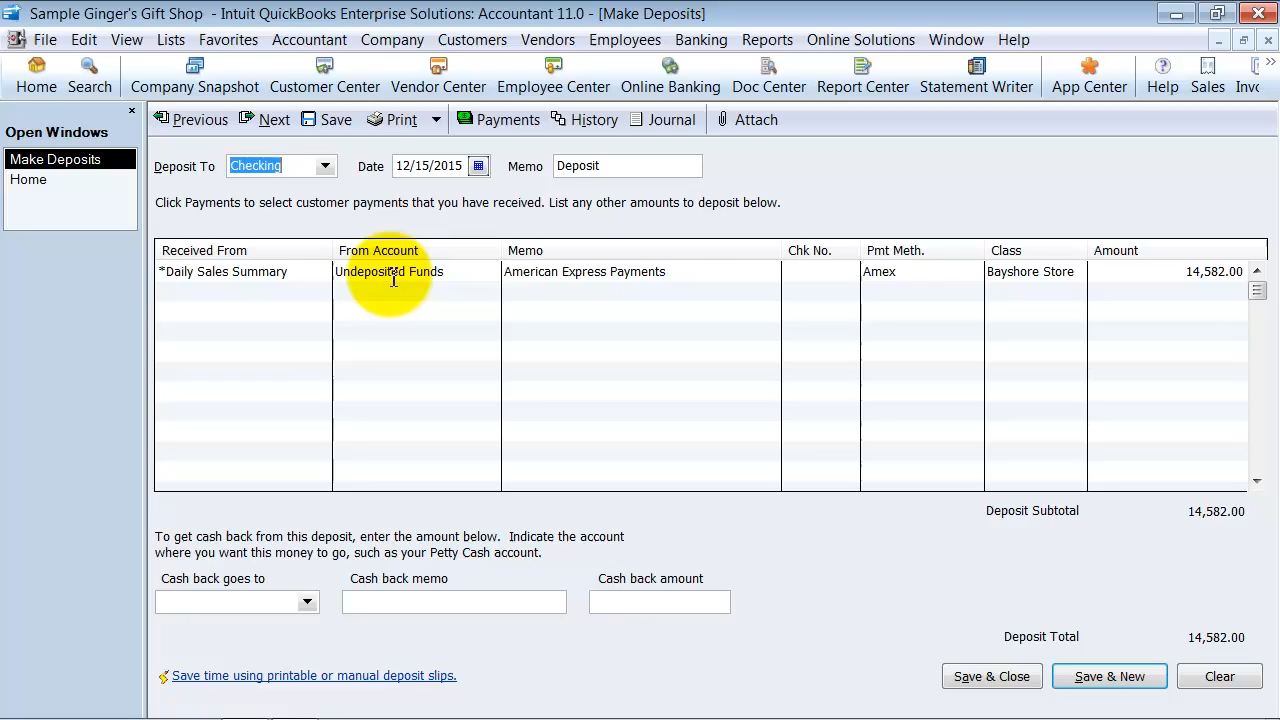 Sample Ginger's Gift Shop - Intuit QuickBooks Enterprise Solutions: Accountant 11.0 - [Make Deposits]
File Edit View Lists Favorites Accountant Company Customers Vendors Employees Banking Reports Online Solutions Window Help
Home Search Company Snapshot Customer Center Vendor Center Employee Center Online Banking Doc Center Report Center Statement Writer App Center Help Sales Invc
Open Windows
Make Deposits
Home
Previous Next Save Print Payments History Journal Attach
Deposit To Checking Date 12/15/2015 Memo Deposit
Click Payments to select customer payments that you have received. List any other amounts to deposit below.
Received From From Account Memo Chk No. Pmt Meth. Class Amount
*Daily Sales Summary Undeposited Funds American Express Payments Amex Bayshore Store 14,582.00
Deposit Subtotal 14,582.00
To get cash back from this deposit, enter the amount below. Indicate the account
where you want this money to go, such as your Petty Cash account.
Cash back goes to Cash back memo Cash back amount
Deposit Total 14,582.00
Save time using printable or manual deposit slips.
Save & Close Save & New Clear